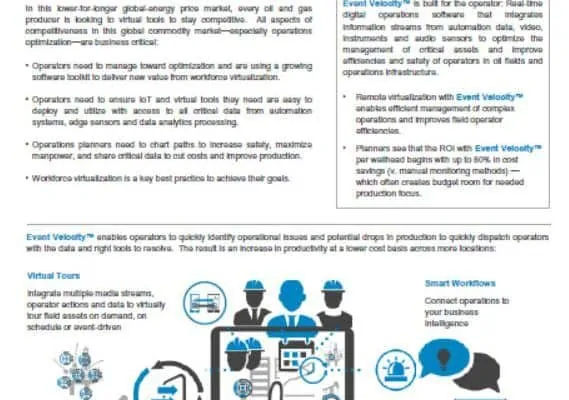 In this lower-for-longer global-energy price market, every oil and gas
producer is looking to virtual tools to stay competitive. All aspects of
competitiveness in this global commodity market—especially operations
optimization—are business critical:
• Operators need to manage toward optimization and are using a growing
software toolkit to deliver new value from workforce virtualization.
• Operators need to ensure IoT and virtual tools they need are easy to
deploy and utilize with access to all critical data from automation
systems, edge sensors and data analytics processing.
• Operations planners need to chart paths to increase safety, maximize
manpower, and share critical data to cut costs and improve production.
• Workforce virtualization is a key best practice to achieve their goals.
Event Velocity™ is built for the operator: Real-time
digital operations software that integrates
information streams from automation data, video,
instruments and audio sensors to optimize the
management of critical assets and improve
efficiencies and safety of operators in oil fields and
operations infrastructure.
• Remote virtualization with Event Velocity™
enables efficient management of complex
operations and improves field operator
efficiencies.
• Planners see that the ROI with Event Velocity™
per wellhead begins with up to 80% in cost
savings (v. manual monitoring methods) —
which often creates budget room for needed
production focus.
Event Velocity™ enables operators to quickly identify operational issues and potential drops in production to quickly dispatch operators
with the data and right tools to resolve. The result is an increase in productivity at a lower cost basis across more locations:
Virtual Tours
Integrate multiple media streams,
operator actions and data to virtually
tour field assets on demand, on
schedule or event-driven
Smart Workflows
Connect operations to
your business
intelligence